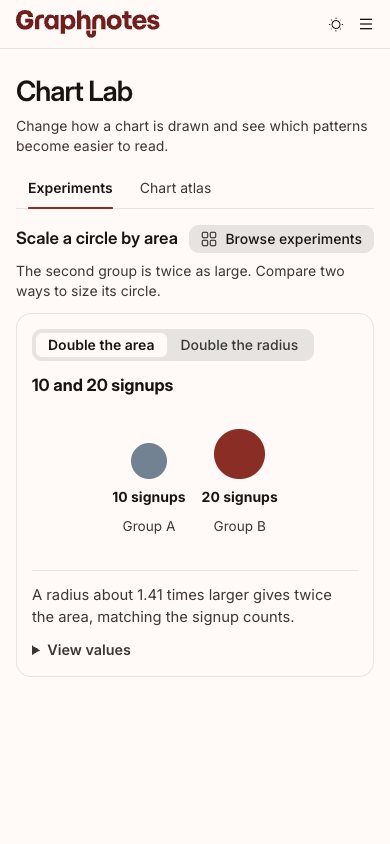 Graphnotes
Chart Lab
Change how a chart is drawn and see which patterns
become easier to read.
Experiments
Chart atlas
Scale a circle by area
Browse experiments
The second group is twice as large. Compare two
ways to size its circle.
Double the area
Double the radius
10 and 20 signups
10 signups
20 signups
Group A
Group B
A radius about 1.41 times larger gives twice
the area, matching the signup counts.
View values